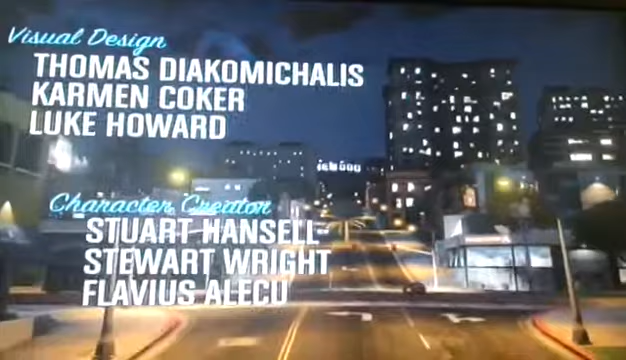 Visual Design
THOMAS DIAKOMICHALIS
KARMEN COKER
LUKE HOWARD
Character Creator
STUART HANSELL
STEWART WRIGHT
FLAVIUS ALECU